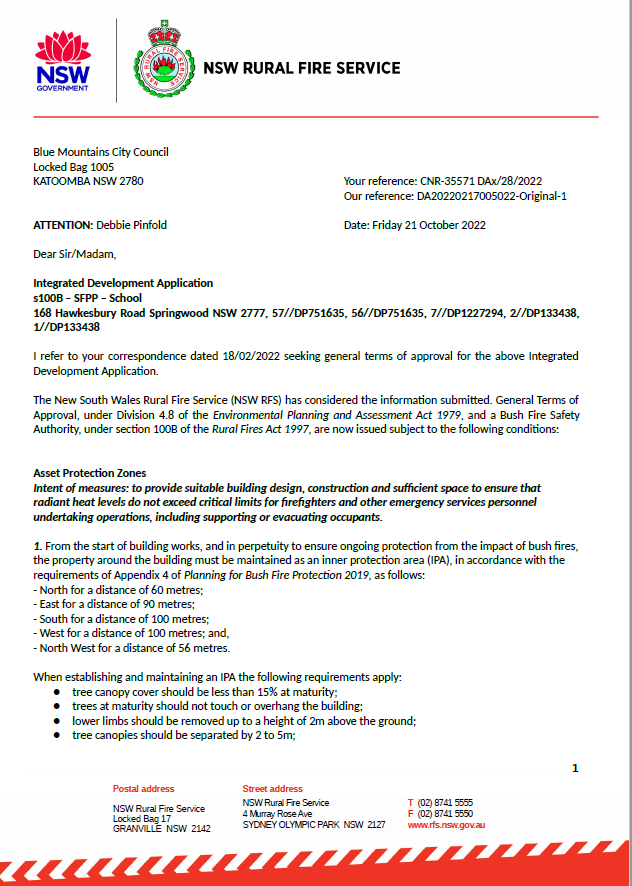 NSW
GOVERNMENT
NSW RURAL FIRE SERVICE
NSW RURAL FIRE SERVICE
Blue Mountains City Council
Locked Bag 1005
KATOOMBA NSW 2780
Your reference: CNR-35571 DAx/28/2022
Our reference: DA20220217005022-Original-1
ATTENTION: Debbie Pinfold
Date: Friday 21 October 2022
Dear Sir/Madam,
Integrated Development Application
s100B – SFPP – School
168 Hawkesbury Road Springwood NSW 2777, 57//DP751635, 56//DP751635, 7//DP1227294, 2//DP133438,
1//DP133438
I refer to your correspondence dated 18/02/2022 seeking general terms of approval for the above Integrated
Development Application.
The New South Wales Rural Fire Service (NSW RFS) has considered the information submitted. General Terms of
Approval, under Division 4.8 of the Environmental Planning and Assessment Act 1979, and a Bush Fire Safety
Authority, under section 100B of the Rural Fires Act 1997, are now issued subject to the following conditions:
Asset Protection Zones
Intent of measures: to provide suitable building design, construction and sufficient space to ensure that
radiant heat levels do not exceed critical limits for firefighters and other emergency services personnel
undertaking operations, including supporting or evacuating occupants.
1. From the start of building works, and in perpetuity to ensure ongoing protection from the impact of bush fires,
the property around the building must be maintained as an inner protection area (IPA), in accordance with the
requirements of Appendix 4 of Planning for Bush Fire Protection 2019, as follows:
- North for a distance of 60 metres;
- East for a distance of 90 metres;
- South for a distance of 100 metres;
- West for a distance of 100 metres; and,
- North West for a distance of 56 metres.
When establishing and maintaining an IPA the following requirements apply:
● tree canopy cover should be less than 15% at maturity;
● trees at maturity should not touch or overhang the building;
● lower limbs should be removed up to a height of 2m above the ground;
● tree canopies should be separated by 2 to 5m;
1
Postal address
NSW Rural Fire Service
Locked Bag 17
GRANVILLE NSW 2142
Street address
NSW Rural Fire Service
4 Murray Rose Ave
SYDNEY OLYMPIC PARK NSW 2127
T (02) 8741 5555
F (02) 8741 5550
www.rfs.nsw.gov.au